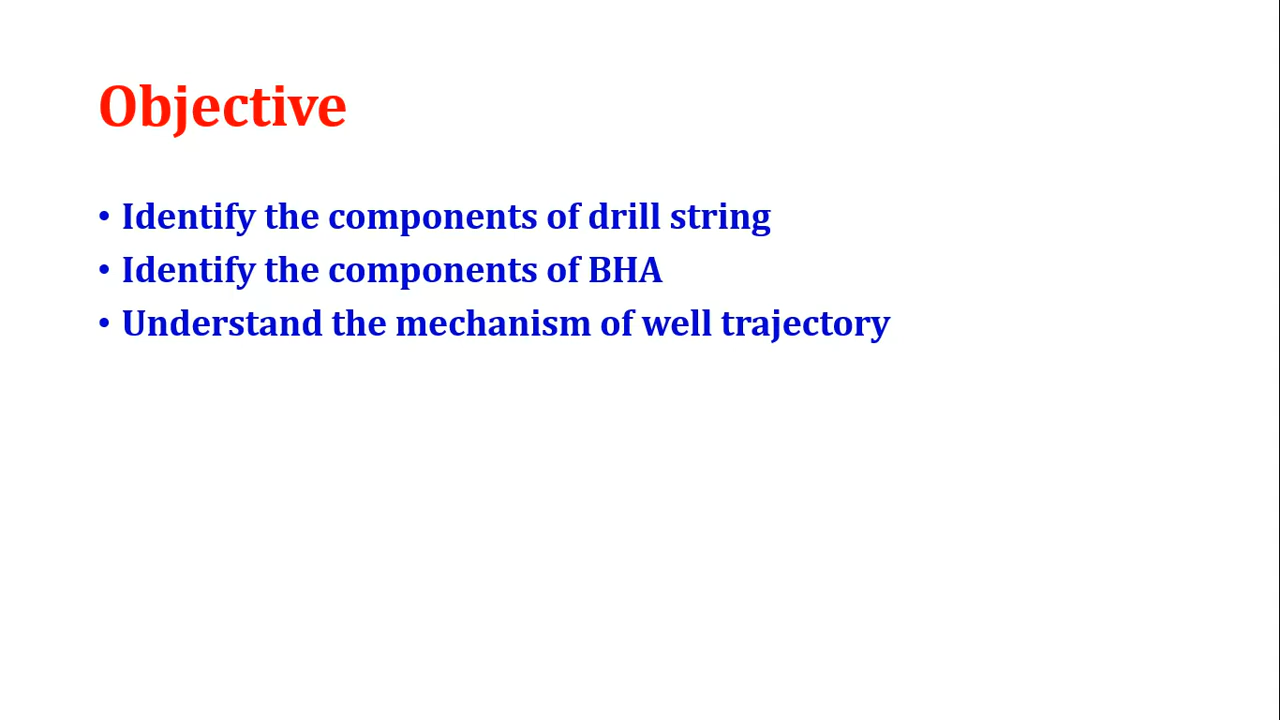 Objective
• Identify the components of drill string
• Identify the components of BHA
• Understand the mechanism of well trajectory